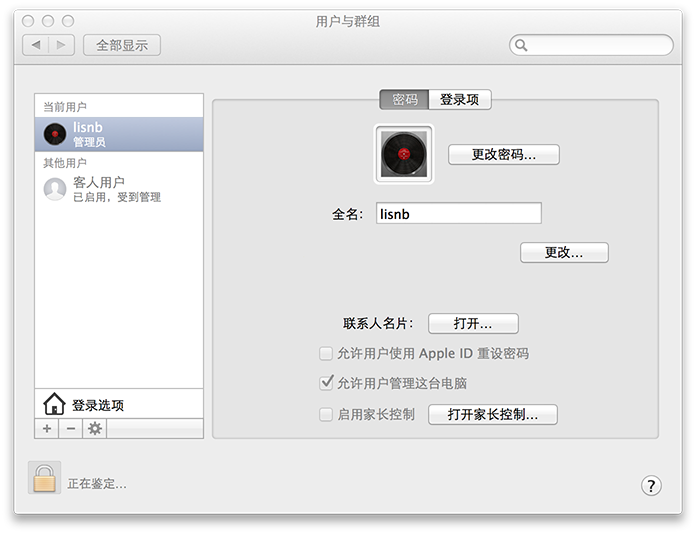 用户与群组
全部显示
当前用户
lisnb
管理员
其他用户
客人用户
已启用，受到管理
登录选项
密码 登录项
更改密码...
全名： lisnb
更改...
联系人名片： 打开...
允许用户使用 Apple ID 重设密码
允许用户管理这台电脑
启用家长控制 打开家长控制...
正在鉴定...
?